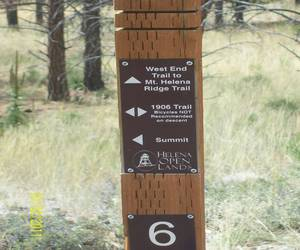 West End
Trail to
Mt. Helena
Ridge Trail
1906 Trail
Bicycles NOT
Recommended
on descent
Summit
HELENA
OPEN
LANDS
6